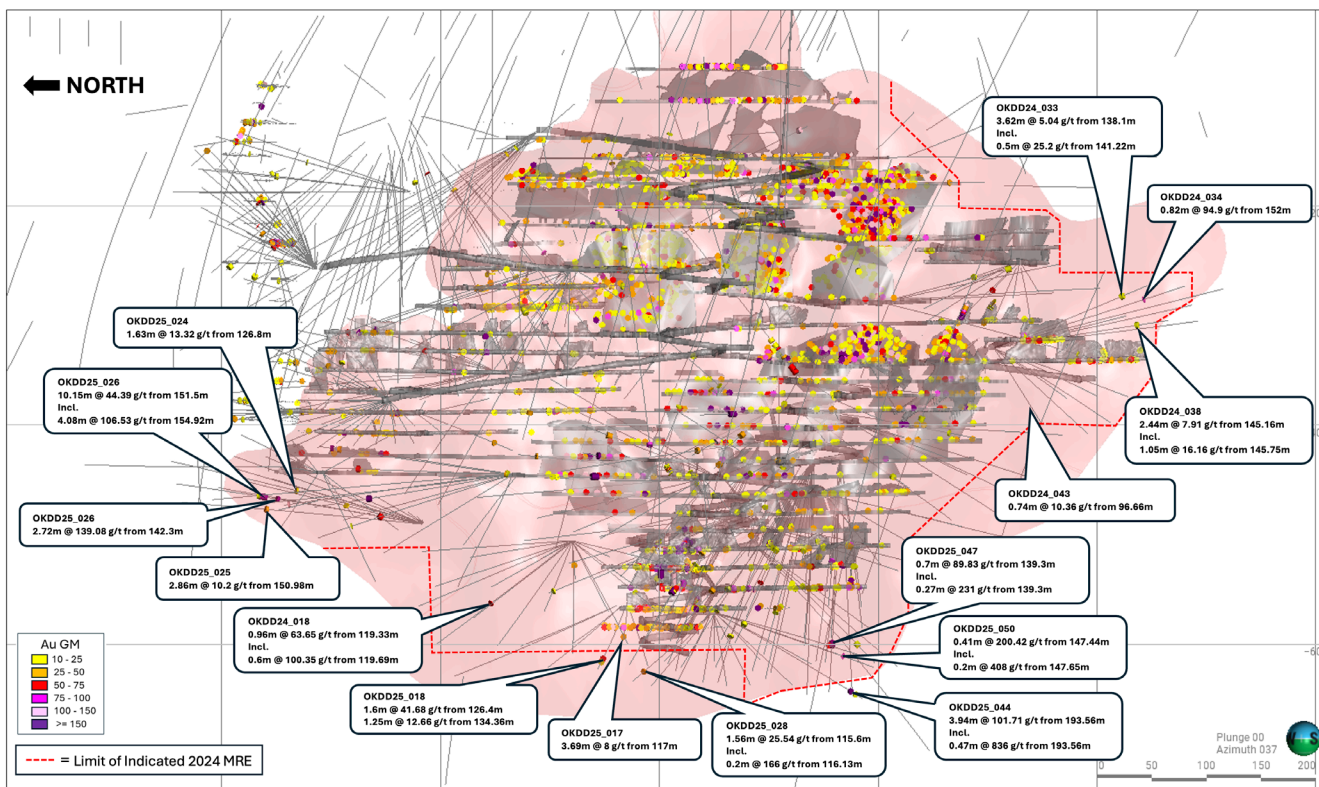 NORTH
OKDD24_033
3.62m @ 5.04 g/t from 138.1m
Incl.
0.5m @ 25.2 g/t from 141.22m
OKDD24_034
0.82m @ 94.9 g/t from 152m
OKDD25_024
1.63m @ 13.32 g/t from 126.8m
OKDD25_026
10.15m @ 44.39 g/t from 151.5m
Incl.
4.08m @ 106.53 g/t from 154.92m
OKDD24_038
2.44m @ 7.91 g/t from 145.16m
Incl.
1.05m @ 16.16 g/t from 145.75m
OKDD24_043
0.74m @ 10.36 g/t from 96.66m
OKDD25_026
2.72m @ 139.08 g/t from 142.3m
OKDD25_025
2.86m @ 10.2 g/t from 150.98m
OKDD25_047
0.7m @ 89.83 g/t from 139.3m
Incl.
0.27m @ 231 g/t from 139.3m
OKDD24_018
0.96m @ 63.65 g/t from 119.33m
Incl.
0.6m @ 100.35 g/t from 119.69m
OKDD25_050
0.41m @ 200.42 g/t from 147.44m
Incl.
0.2m @ 408 g/t from 147.65m
OKDD25_018
1.6m @ 41.68 g/t from 126.4m
1.25m @ 12.66 g/t from 134.36m
OKDD25_017
3.69m @ 8 g/t from 117m
OKDD25_028
1.56m @ 25.54 g/t from 115.6m
Incl.
0.2m @ 166 g/t from 116.13m
OKDD25_044
3.94m @ 101.71 g/t from 193.56m
Incl.
0.47m @ 836 g/t from 193.56m
Au GM
10 - 25
25 - 50
50 - 75
75 - 100
100 - 150
>= 150
= Limit of Indicated 2024 MRE
Plunge 00
Azimuth 037
0 50 100 150 200